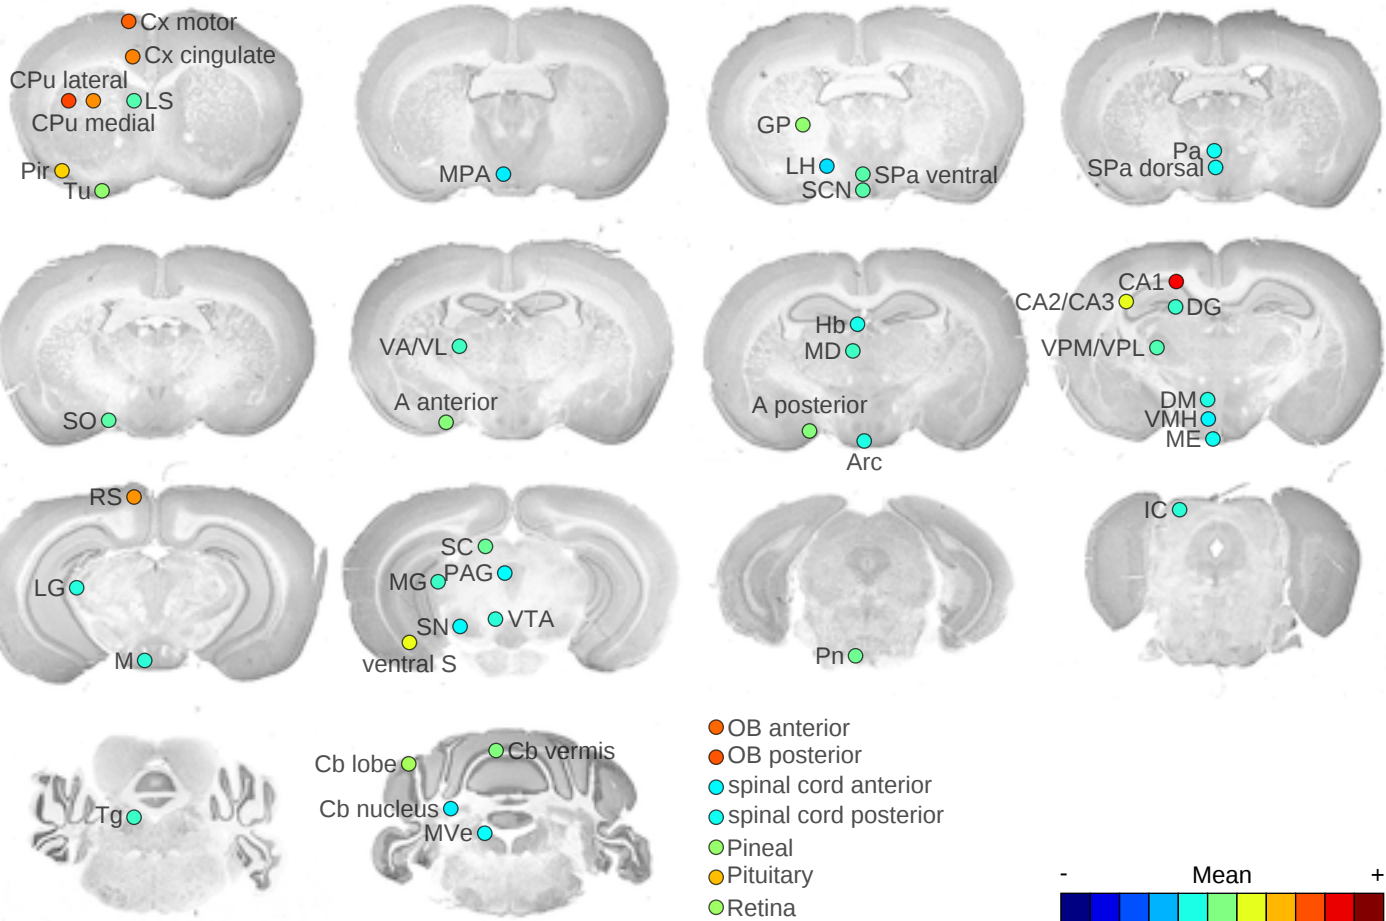 Cx motor
Cx cingulate
CPu lateral
LS
CPu medial
Pir
Tu
MPA
GP
LH
SPa ventral
SCN
Pa
SPa dorsal
SO
VA/VL
A anterior
Hb
MD
A posterior
Arc
CA1
CA2/CA3
DG
VPM/VPL
DM
VMH
ME
RS
LG
M
SC
MG
PAG
SN
VTA
ventral S
Pn
IC
Tg
Cb lobe
Cb vermis
Cb nucleus
MVe
OB anterior
OB posterior
spinal cord anterior
spinal cord posterior
Pineal
Pituitary
Retina
- Mean +